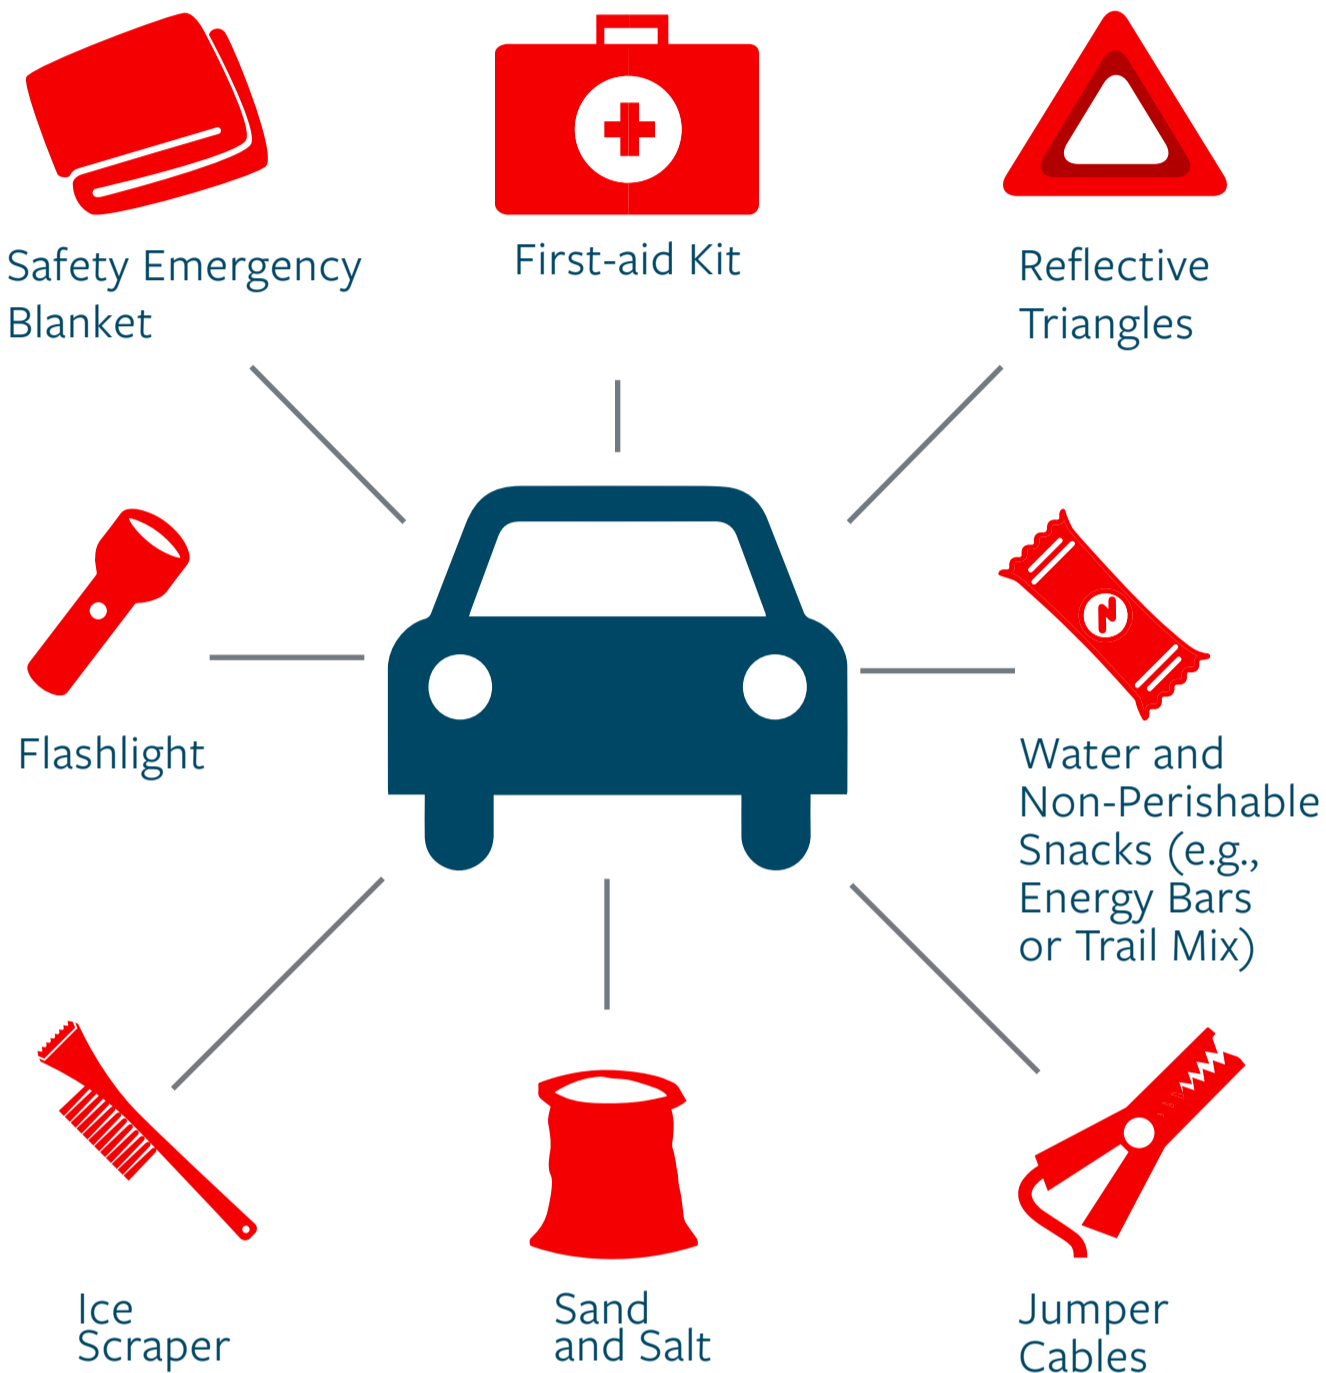 Safety Emergency
Blanket
First-aid Kit
Reflective
Triangles
Flashlight
Water and
Non-Perishable
Snacks (e.g.,
Energy Bars
or Trail Mix)
Ice
Scraper
Sand
and Salt
Jumper
Cables